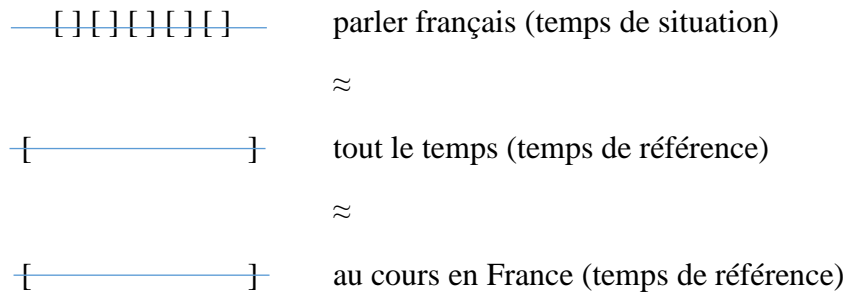 [ ] [ ] [ ] [ ] [ ] parler français (temps de situation)
≈
[ ] tout le temps (temps de référence)
≈
[ ] au cours en France (temps de référence)